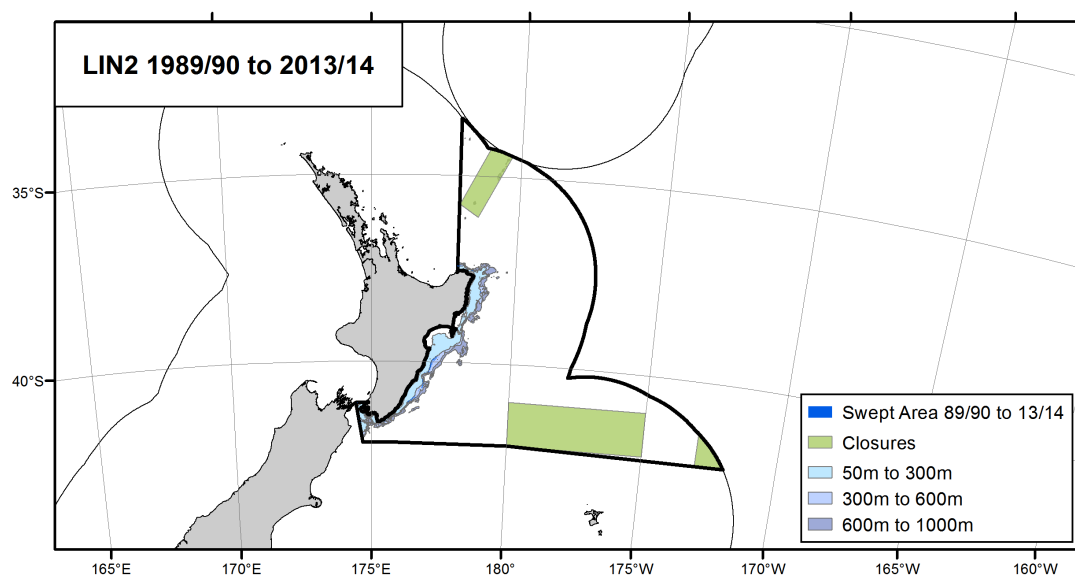 LIN2 1989/90 to 2013/14
35°S
40°S
Swept Area 89/90 to 13/14
Closures
50m to 300m
300m to 600m
600m to 1000m
165°E
170°E
175°E
180°
175°W
170°W
165°W
160°W